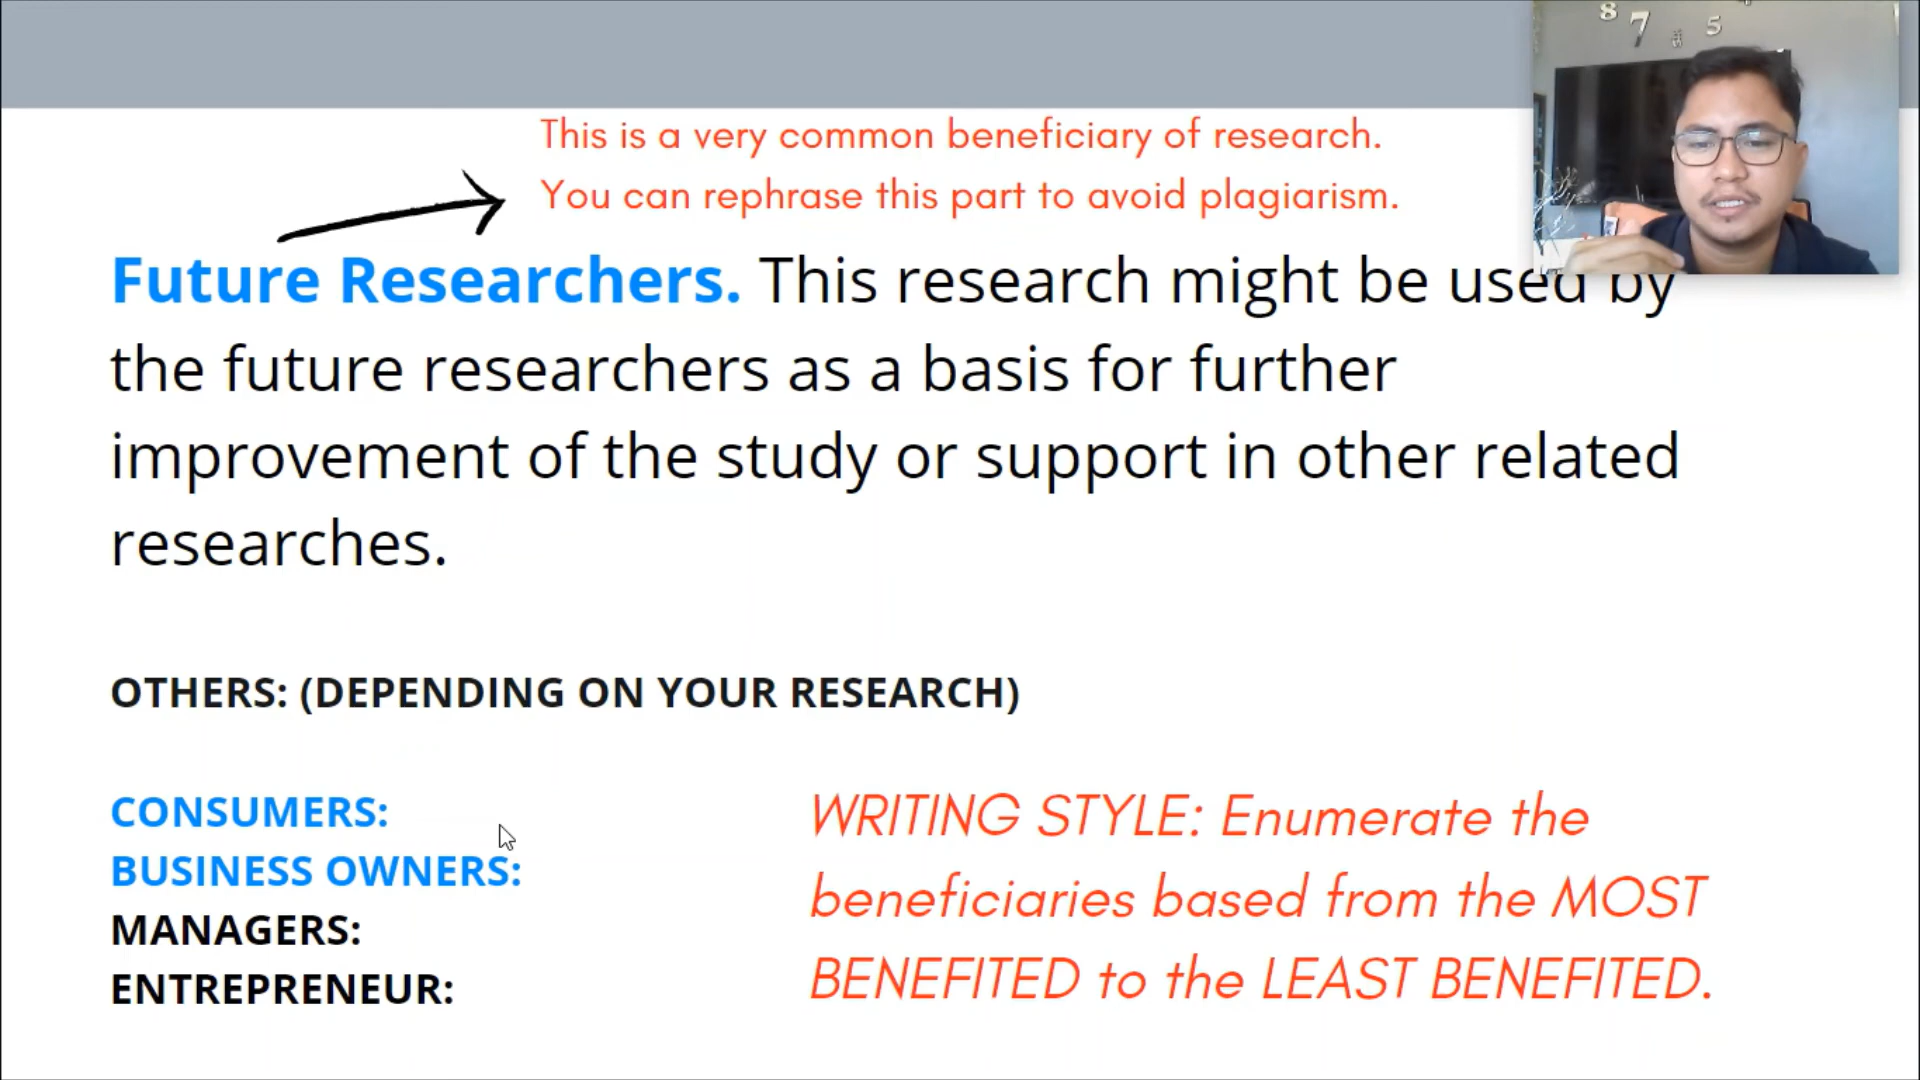 8
7
5
This is a very common beneficiary of research.
You can rephrase this part to avoid plagiarism.
Future Researchers. This research might be used by
the future researchers as a basis for further
improvement of the study or support in other related
researches.
OTHERS: (DEPENDING ON YOUR RESEARCH)
CONSUMERS:
BUSINESS OWNERS:
MANAGERS:
ENTREPRENEUR:
WRITING STYLE: Enumerate the
beneficiaries based from the MOST
BENEFITED to the LEAST BENEFITED.